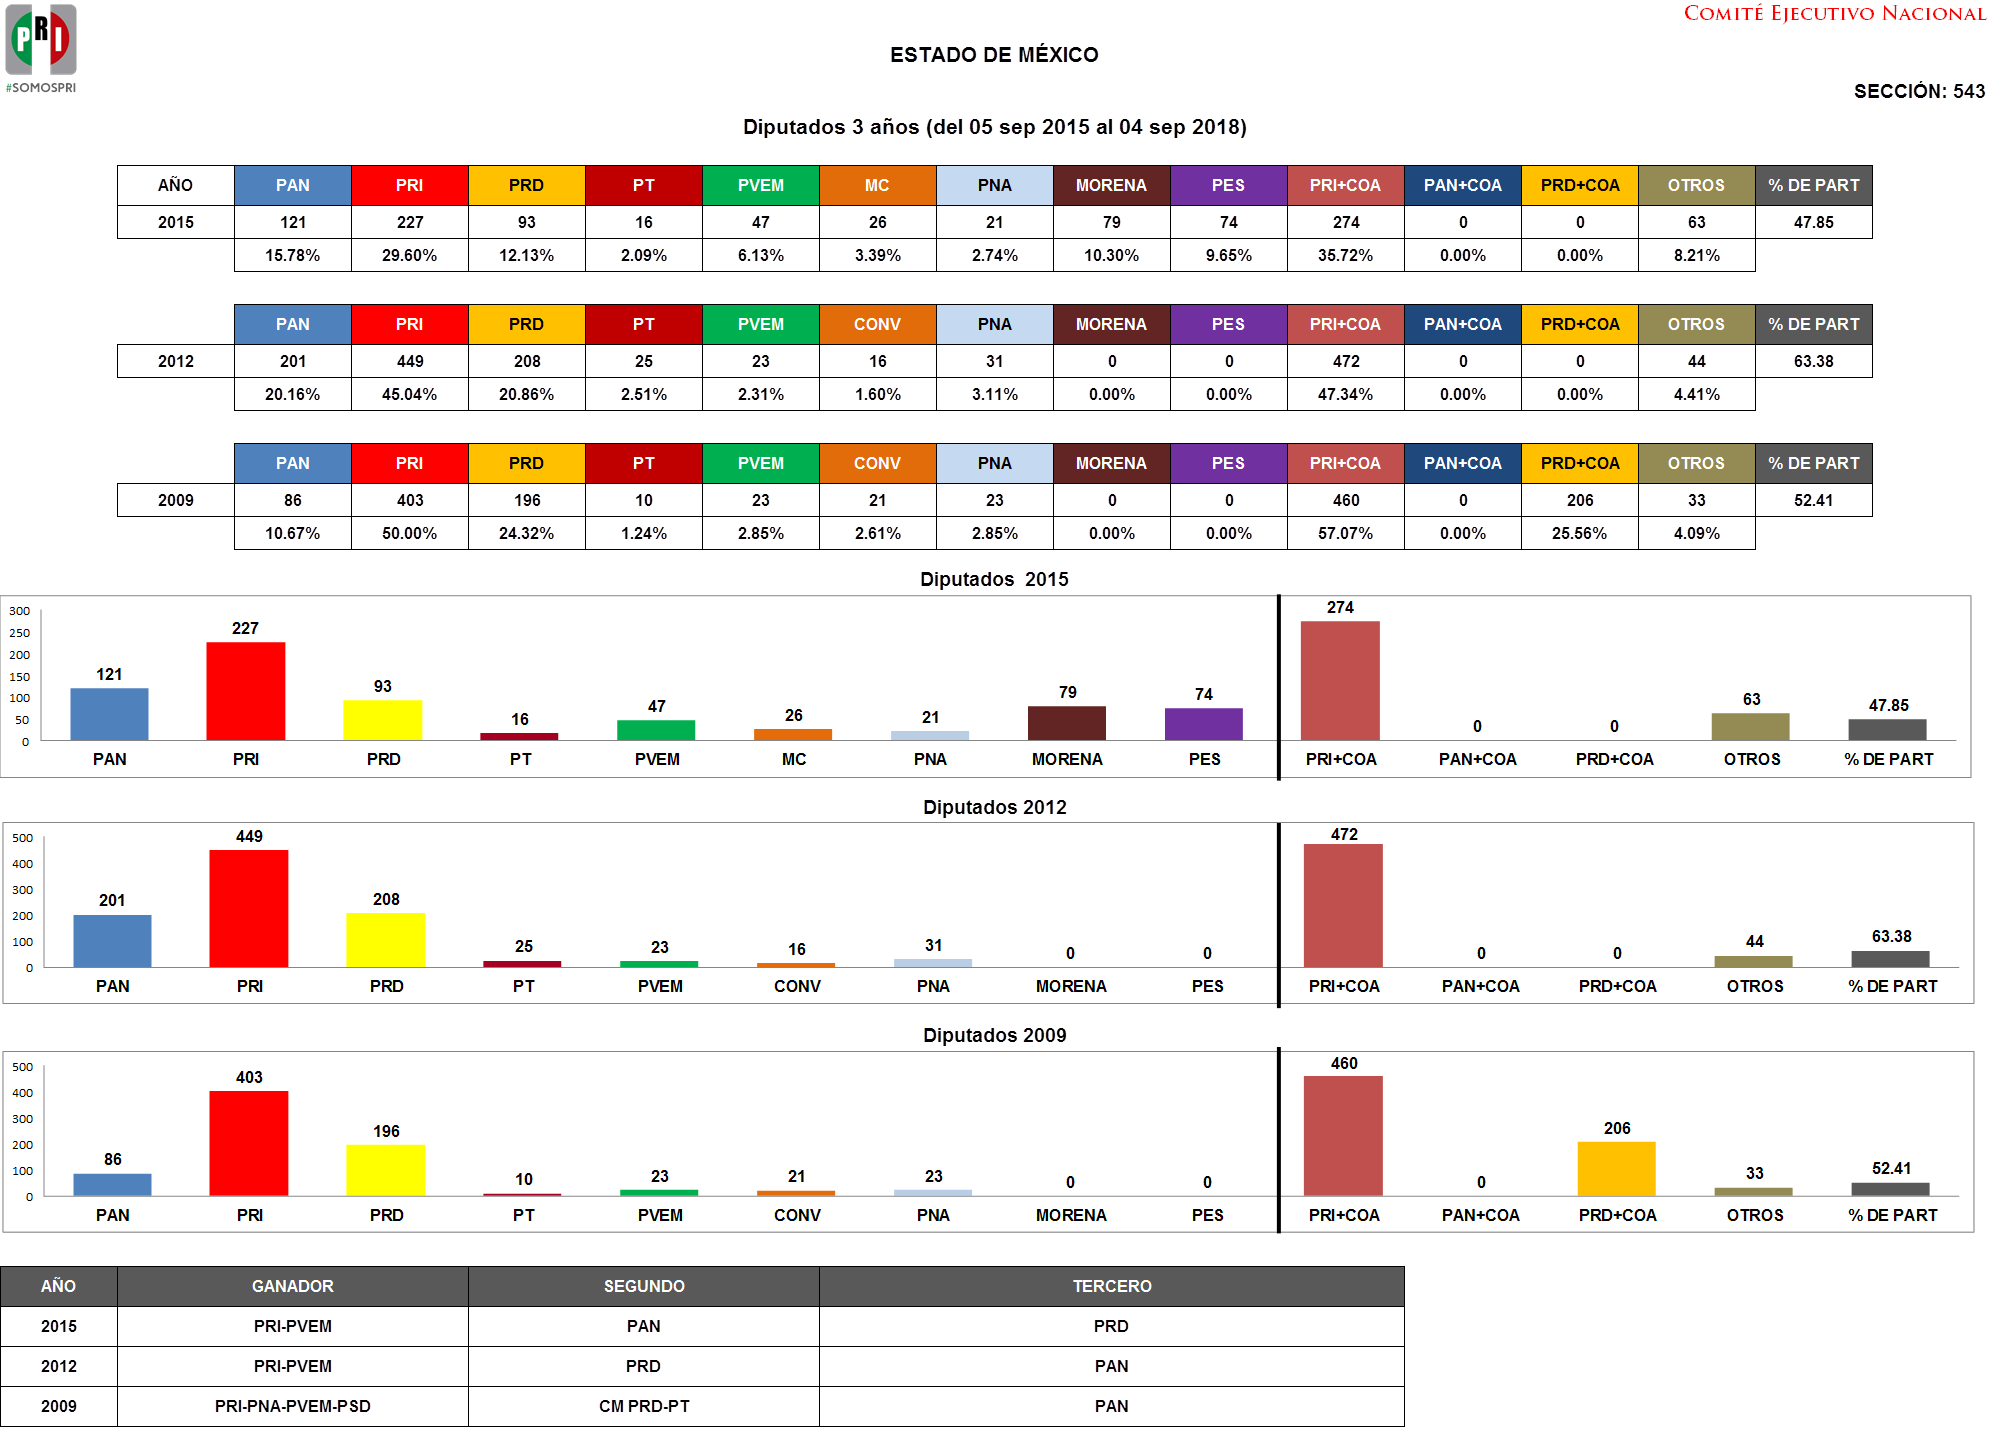 PRI
#SOMOSPRI
COMITÉ EJECUTIVO NACIONAL
ESTADO DE MÉXICO
SECCIÓN: 543
Diputados 3 años (del 05 sep 2015 al 04 sep 2018)
AÑO PAN PRI PRD PT PVEM MC PNA MORENA PES PRI+COA PAN+COA PRD+COA OTROS % DE PART
2015 121 227 93 16 47 26 21 79 74 274 0 0 63 47.85
15.78% 29.60% 12.13% 2.09% 6.13% 3.39% 2.74% 10.30% 9.65% 35.72% 0.00% 0.00% 8.21%
PAN PRI PRD PT PVEM CONV PNA MORENA PES PRI+COA PAN+COA PRD+COA OTROS % DE PART
2012 201 449 208 25 23 16 31 0 0 472 0 0 44 63.38
20.16% 45.04% 20.86% 2.51% 2.31% 1.60% 3.11% 0.00% 0.00% 47.34% 0.00% 0.00% 4.41%
PAN PRI PRD PT PVEM CONV PNA MORENA PES PRI+COA PAN+COA PRD+COA OTROS % DE PART
2009 86 403 196 10 23 21 23 0 0 460 0 206 33 52.41
10.67% 50.00% 24.32% 1.24% 2.85% 2.61% 2.85% 0.00% 0.00% 57.07% 0.00% 25.56% 4.09%
Diputados 2015
300
250
200
150
100
50
0
121 227 93 16 47 26 21 79 74 274 0 0 63 47.85
PAN PRI PRD PT PVEM MC PNA MORENA PES PRI+COA PAN+COA PRD+COA OTROS % DE PART
Diputados 2012
500
400
300
200
100
0
201 449 208 25 23 16 31 0 0 472 0 0 44 63.38
PAN PRI PRD PT PVEM CONV PNA MORENA PES PRI+COA PAN+COA PRD+COA OTROS % DE PART
Diputados 2009
500
400
300
200
100
0
86 403 196 10 23 21 23 0 0 460 0 206 33 52.41
PAN PRI PRD PT PVEM CONV PNA MORENA PES PRI+COA PAN+COA PRD+COA OTROS % DE PART
AÑO GANADOR SEGUNDO TERCERO
2015 PRI-PVEM PAN PRD
2012 PRI-PVEM PRD PAN
2009 PRI-PNA-PVEM-PSD CM PRD-PT PAN